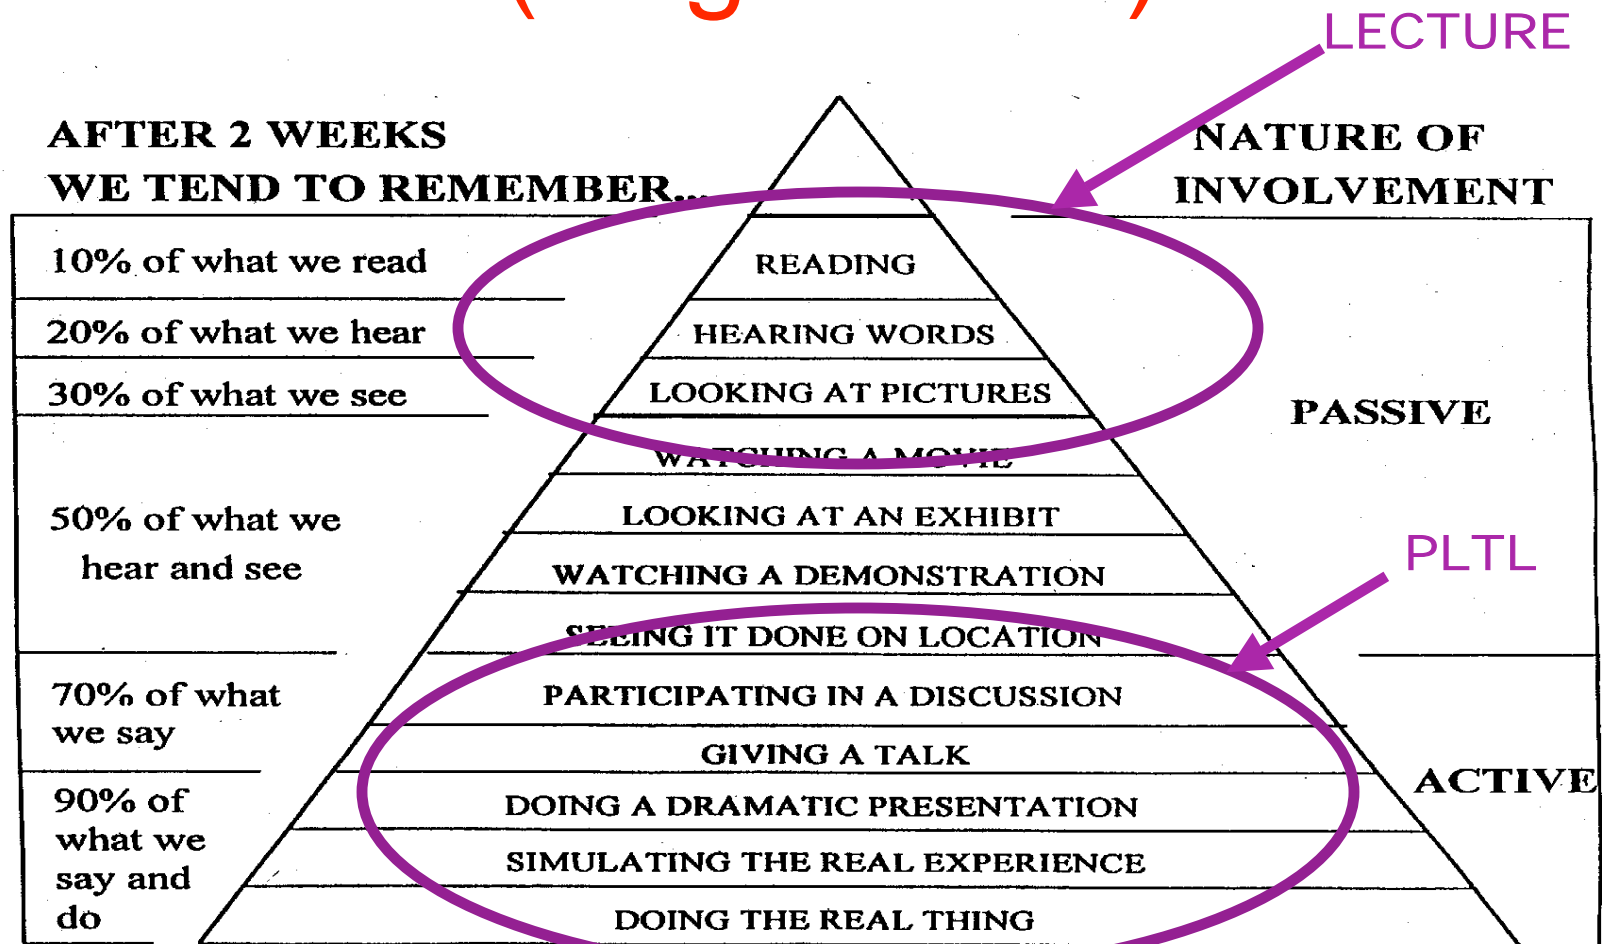 LECTURE
AFTER 2 WEEKS
WE TEND TO REMEMBER...
NATURE OF
INVOLVEMENT
10% of what we read
READING
20% of what we hear
HEARING WORDS
30% of what we see
LOOKING AT PICTURES
PASSIVE
WATCHING A MOVIE
50% of what we
hear and see
LOOKING AT AN EXHIBIT
WATCHING A DEMONSTRATION
PLTL
SEEING IT DONE ON LOCATION
70% of what
we say
PARTICIPATING IN A DISCUSSION
GIVING A TALK
ACTIVE
90% of
what we
say and
do
DOING A DRAMATIC PRESENTATION
SIMULATING THE REAL EXPERIENCE
DOING THE REAL THING